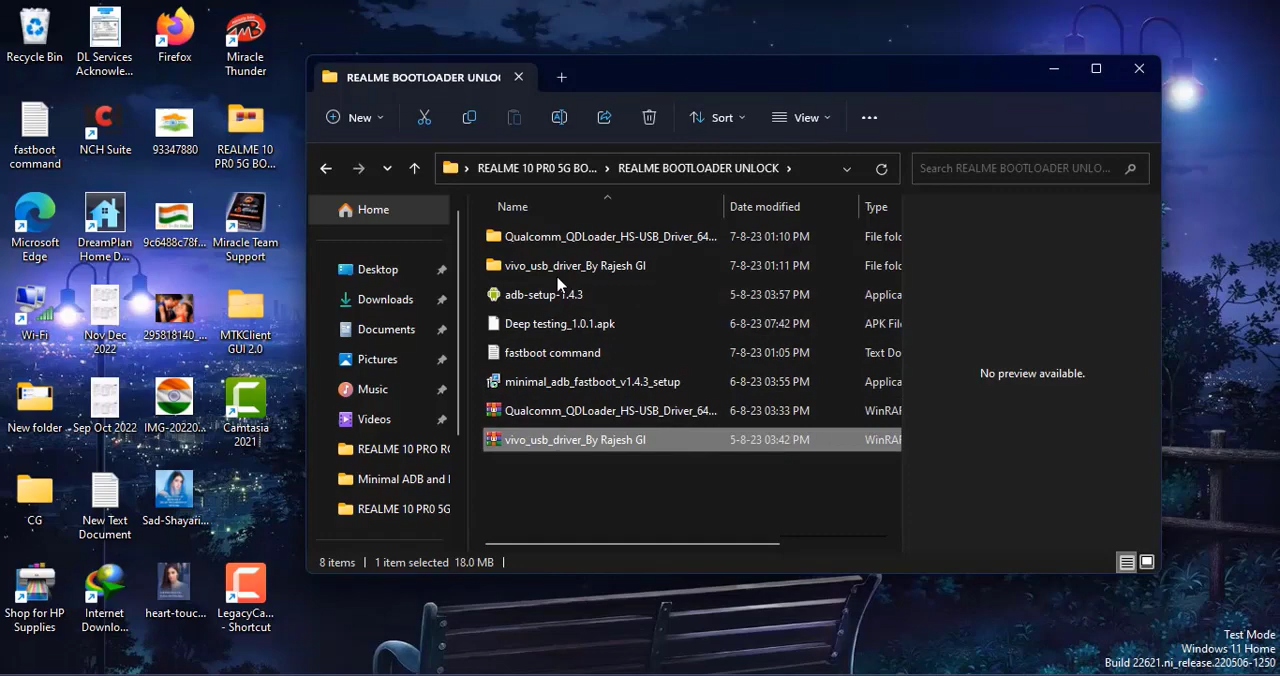 Recycle Bin
DL Services
Acknowle...
Firefox
Miracle
Thunder
fastboot
command
NCH Suite
93347880
REALME 10
PR0 5G BO...
Microsoft
Edge
DreamPlan
Home D...
9c6488c78f...
Miracle Team
Support
Wi-Fi
Nov Dec
2022
295818140_...
MTKClient
GUI 2.0
New folder
Sep Oct 2022
IMG-20220...
Camtasia
2021
CG
New Text
Document
Sad-Shayari...
Shop for HP
Supplies
Internet
Downlo...
heart-touc...
LegacyCa...
- Shortcut
REALME BOOTLOADER UNLO
New
Sort
View
REALME 10 PR0 5G BO... > REALME BOOTLOADER UNLOCK >
Search REALME BOOTLOADER UNLO...
Home
Desktop
Downloads
Documents
Pictures
Music
Videos
REALME 10 PRO RO
Minimal ADB and I
REALME 10 PR0 5G
Name Date modified Type
Qualcomm_QDLoader_HS-USB_Driver_64... 7-8-23 01:10 PM File fold
vivo_usb_driver_By Rajesh GI 7-8-23 01:11 PM File fold
adb-setup-1.4.3 5-8-23 03:57 PM Applica
Deep testing_1.0.1.apk 6-8-23 07:42 PM APK File
fastboot command 7-8-23 01:05 PM Text Do
minimal_adb_fastboot_v1.4.3_setup 6-8-23 03:55 PM Applica
Qualcomm_QDLoader_HS-USB_Driver_64... 6-8-23 03:33 PM WinRAR
vivo_usb_driver_By Rajesh GI 5-8-23 03:42 PM WinRAR
No preview available.
8 items | 1 item selected 18.0 MB |
Test Mode
Windows 11 Home
Build 22621.ni_release.220506-1250